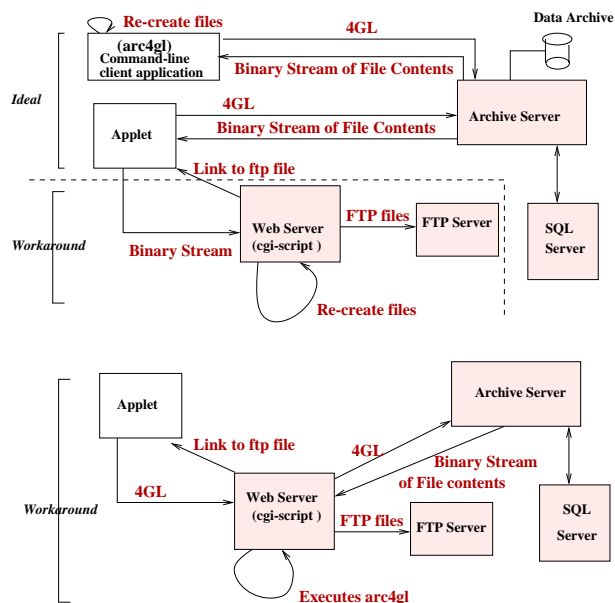 Re-create files
Data Archive
(arc4gl)
Command-line
client application
4GL
Binary Stream of File Contents
Ideal
4GL
Archive Server
Applet
Binary Stream of File Contents
Link to ftp file
Workaround
Web Server
(cgi-script )
FTP files
FTP Server
SQL
Server
Binary Stream
Re-create files
Archive Server
Applet
Link to ftp file
4GL
Binary Stream
of File contents
4GL
Workaround
Web Server
(cgi-script )
FTP files
FTP Server
SQL
Server
Executes arc4gl